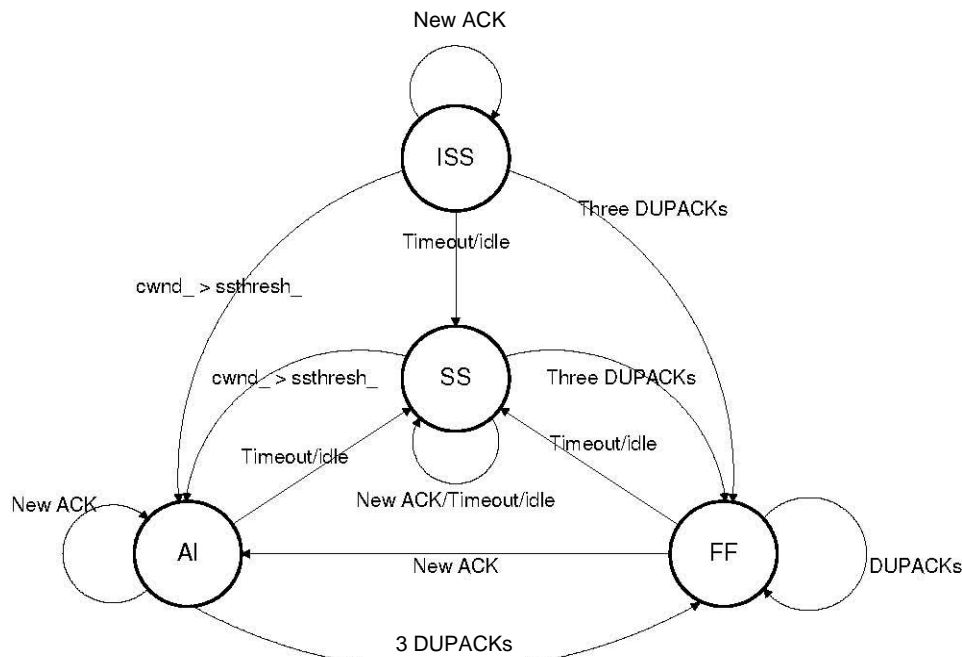 New ACK
ISS
Three DUPACKs
Timeout/idle
cwnd_ > ssthresh_
SS
cwnd_ > ssthresh_
Three DUPACKs
Timeout/idle
Timeout/idle
New ACK/Timeout/idle
New ACK
AI
FF
New ACK
DUPACKs
3 DUPACKs